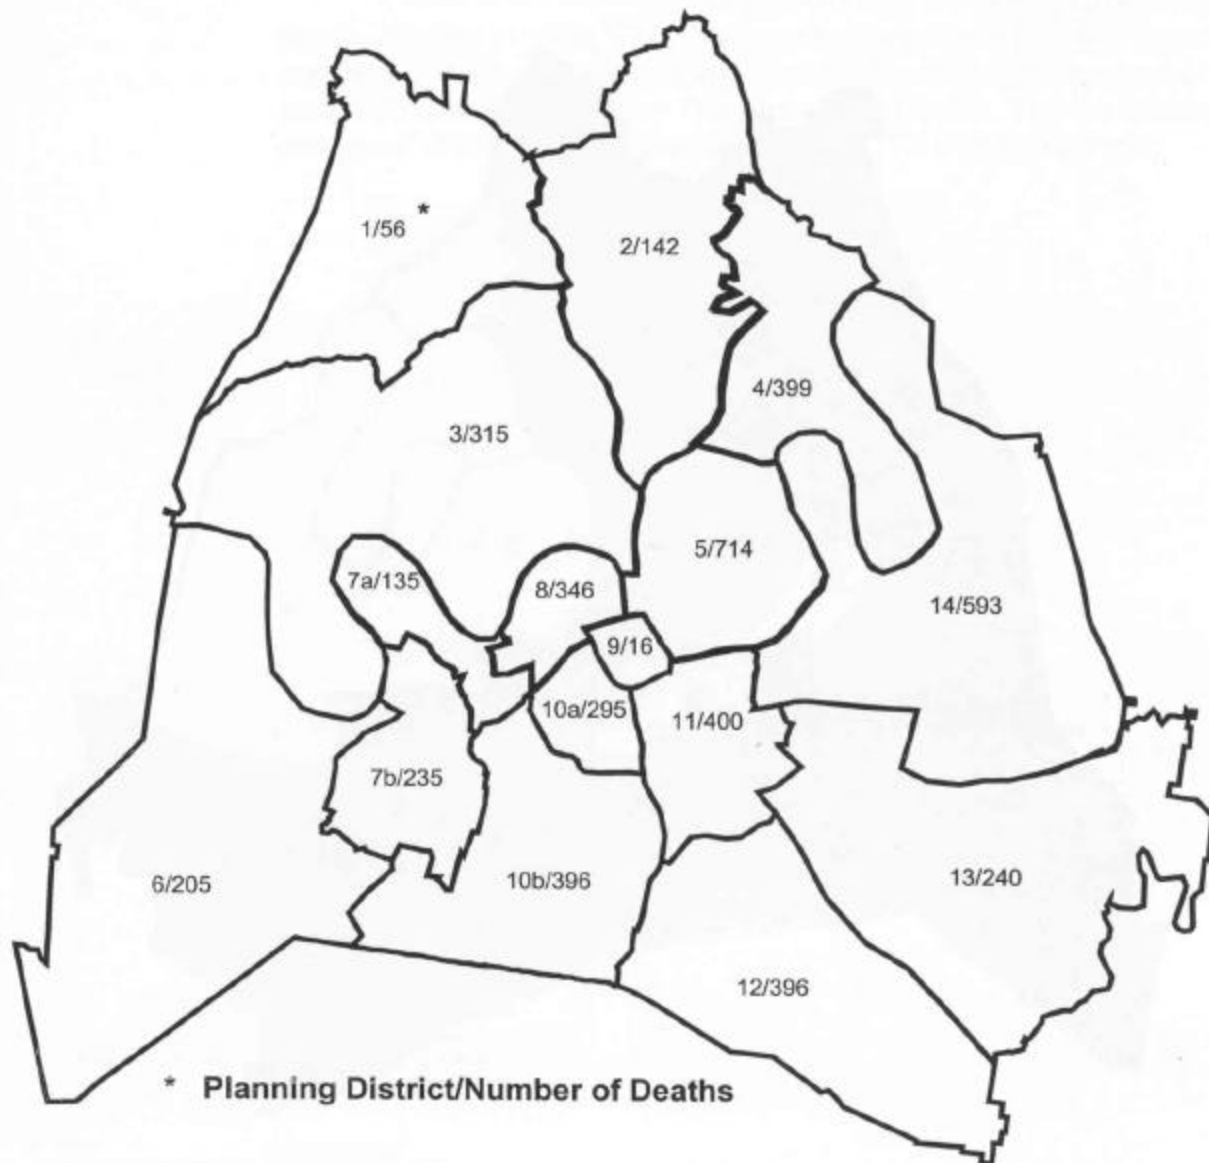 1/56 *
2/142
4/399
3/315
5/714
7a/135
8/346
14/593
9/16
10a/295
11/400
7b/235
6/205
10b/396
13/240
12/396
* Planning District/Number of Deaths